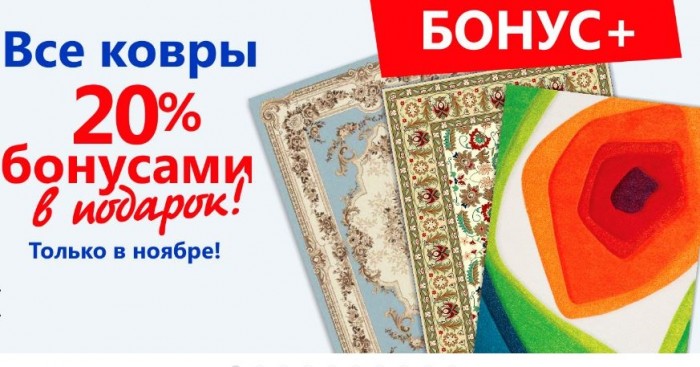 БОНУС+
Все ковры
20%
бонусами
в подарок!
Только в ноябре!